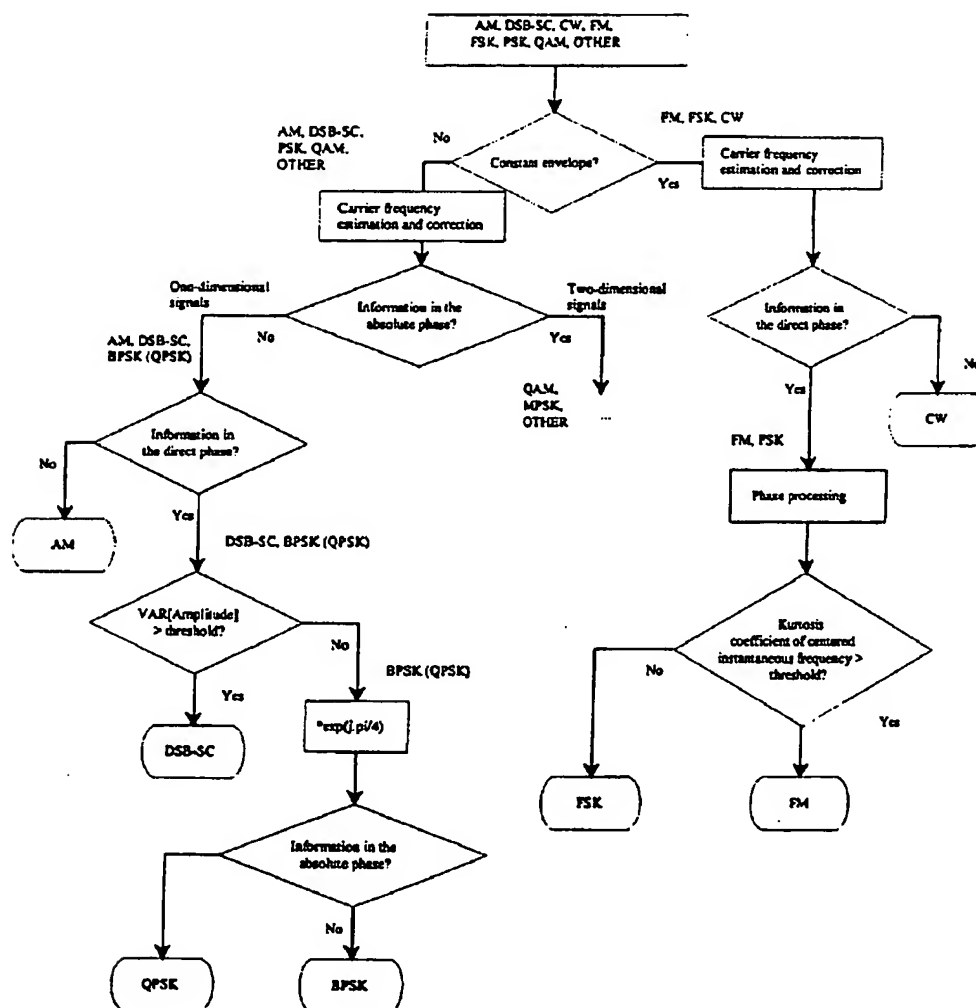 AM, DSB-SC, CW, FM,
FSK, PSK, QAM, OTHER
AM, DSB-SC,
PSK, QAM,
OTHER
No
Constant envelope?
FM, FSK, CW
Yes
Carrier frequency
estimation and correction
Carrier frequency
estimation and correction
One-dimensional
signals
Information in the
absolute phase?
Two-dimensional
signals
No
Yes
Information in
the direct phase?
No
Yes
AM, DSB-SC,
BPSK (QPSK)
QAM,
MPSK,
OTHER
...
CW
Information in
the direct phase?
No
Yes
FM, FSK
Phase processing
AM
DSB-SC, BPSK (QPSK)
VAR[Amplitude]
> threshold?
No
Yes
BPSK (QPSK)
Kurtosis
coefficient of centered
instantaneous frequency >
threshold?
No
Yes
DSB-SC
*exp(j.pi/4)
FSK
FM
Information in the
absolute phase?
No
QPSK
BPSK